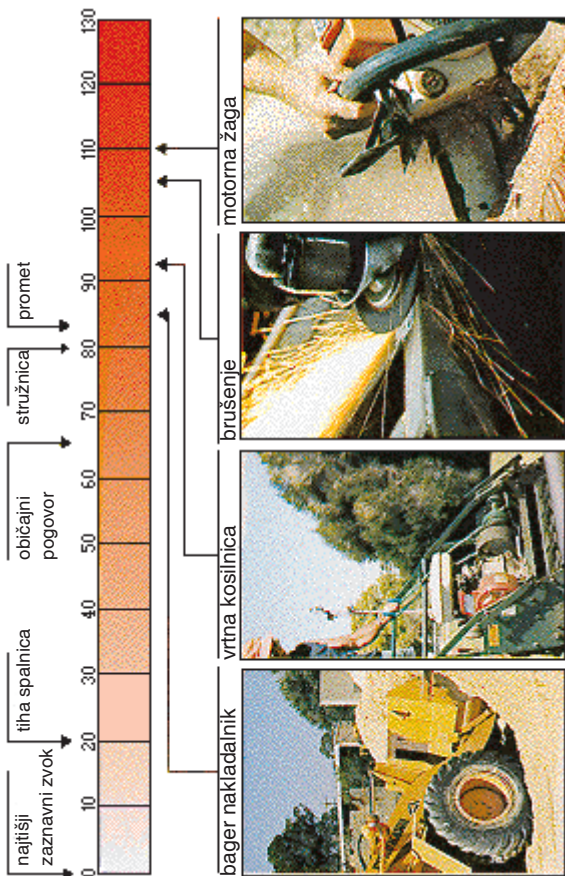 najtišji
zaznavni zvok
tiha spalnica
običajni
pogovor
stružnica
promet
0 10 20 30 40 50 60 70 80 90 100 110 120 130
bager nakladalnik
vrtna kosilnica
brušenje
motorna žaga